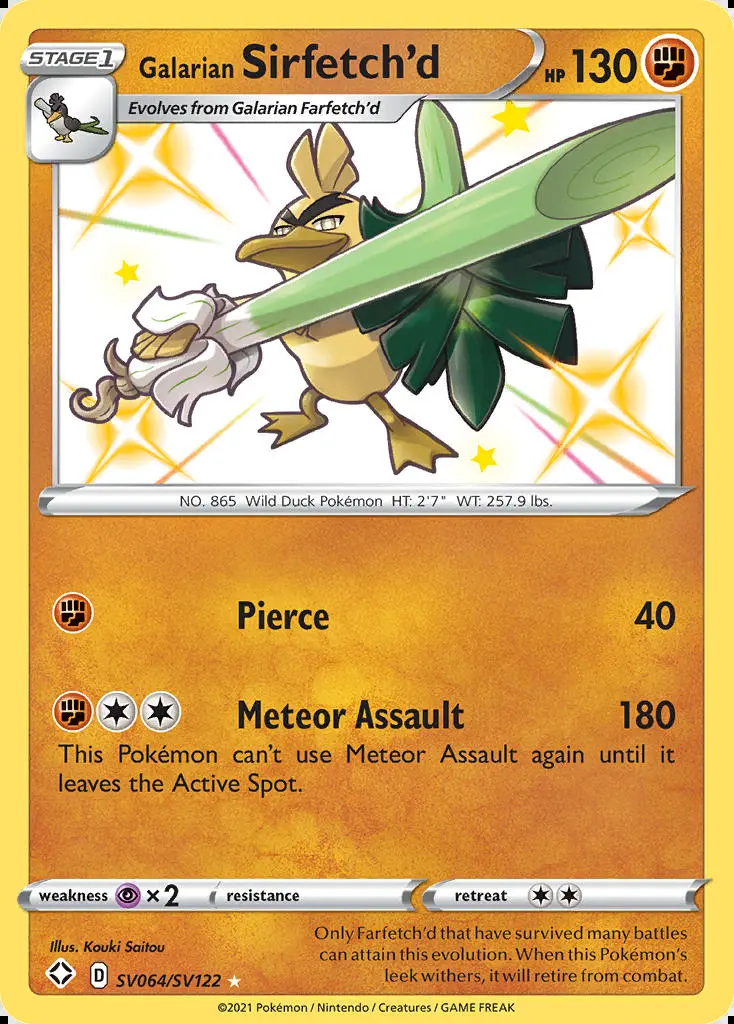 STAGE1
Galarian Sirfetch'd
HP 130
Evolves from Galarian Farfetch'd
NO. 865 Wild Duck Pokémon HT: 2'7" WT: 257.9 lbs.
Pierce 40
Meteor Assault 180
This Pokémon can't use Meteor Assault again until it
leaves the Active Spot.
weakness ×2 resistance retreat
Illus. Kouki Saitou
Only Farfetch'd that have survived many battles
can attain this evolution. When this Pokémon's
leek withers, it will retire from combat.
D SV064/SV122
©2021 Pokémon / Nintendo / Creatures / GAME FREAK